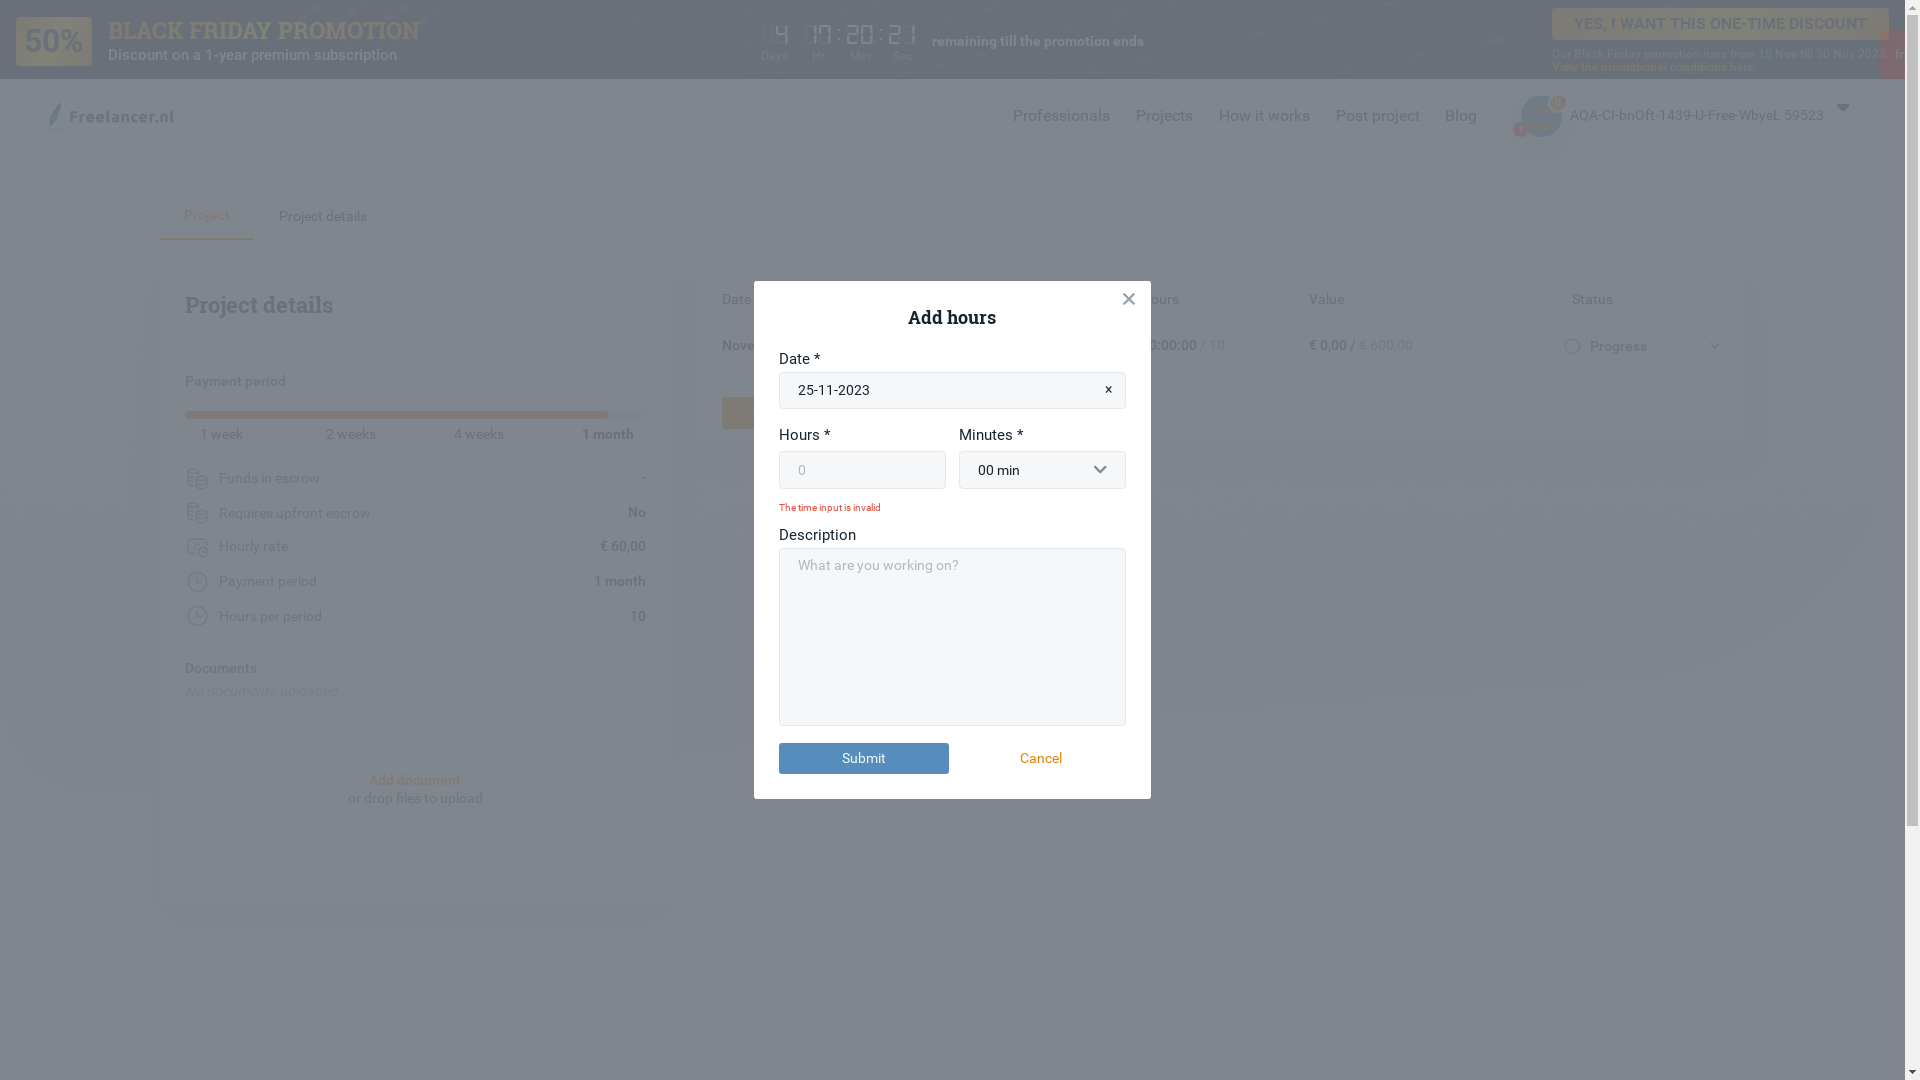 50%
BLACK FRIDAY PROMOTION
Discount on a 1-year premium subscription
4 17:20:21
Days Hr Min Sec
remaining till the promotion ends
YES, I WANT THIS ONE-TIME DISCOUNT
Our Black Friday promotion runs from 15 Nov till 30 Nov 2023.
View the promotional conditions here
Freelancer.nl
Professionals
Projects
How it works
Post project
Blog
AQA-CI-bnOft-1439-U-Free-WbyeL 59523
Project
Project details
Project details
Payment period
1 week
2 weeks
4 weeks
1 month
Funds in escrow
-
Requires upfront escrow
No
Hourly rate
€ 60,00
Payment period
1 month
Hours per period
10
Documents
No documents uploaded
Add document
or drop files to upload
Date
ours
Value
Status
Nove
0:00:00 / 10
€ 0,00 / € 600,00
Progress
Add hours
Date *
25-11-2023
×
Hours *
Minutes *
0
00 min
The time input is invalid
Description
What are you working on?
Submit
Cancel